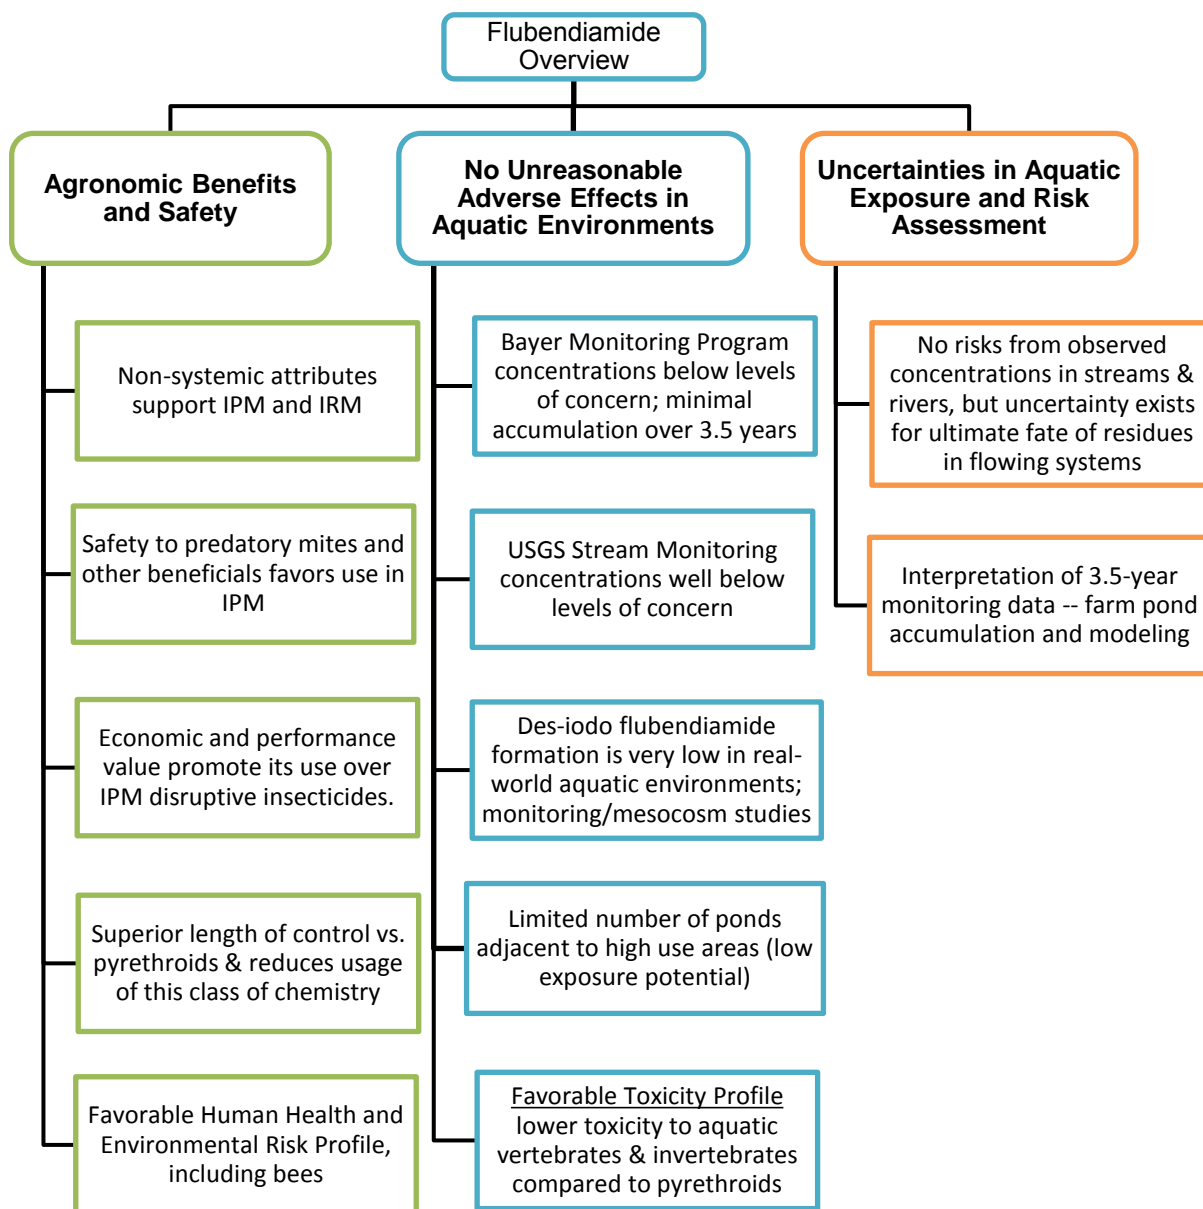 Flubendiamide
Overview
Agronomic Benefits
and Safety
Non-systemic attributes
support IPM and IRM
Safety to predatory mites and
other beneficials favors use in
IPM
Economic and performance
value promote its use over
IPM disruptive insecticides.
Superior length of control vs.
pyrethroids & reduces usage
of this class of chemistry
Favorable Human Health and
Environmental Risk Profile,
including bees
No Unreasonable
Adverse Effects in
Aquatic Environments
Bayer Monitoring Program
concentrations below levels
of concern; minimal
accumulation over 3.5 years
USGS Stream Monitoring
concentrations well below
levels of concern
Des-iodo flubendiamide
formation is very low in real-
world aquatic environments;
monitoring/mesocosm studies
Limited number of ponds
adjacent to high use areas (low
exposure potential)
Favorable Toxicity Profile
lower toxicity to aquatic
vertebrates & invertebrates
compared to pyrethroids
Uncertainties in Aquatic
Exposure and Risk
Assessment
No risks from observed
concentrations in streams &
rivers, but uncertainty exists
for ultimate fate of residues
in flowing systems
Interpretation of 3.5-year
monitoring data -- farm pond
accumulation and modeling